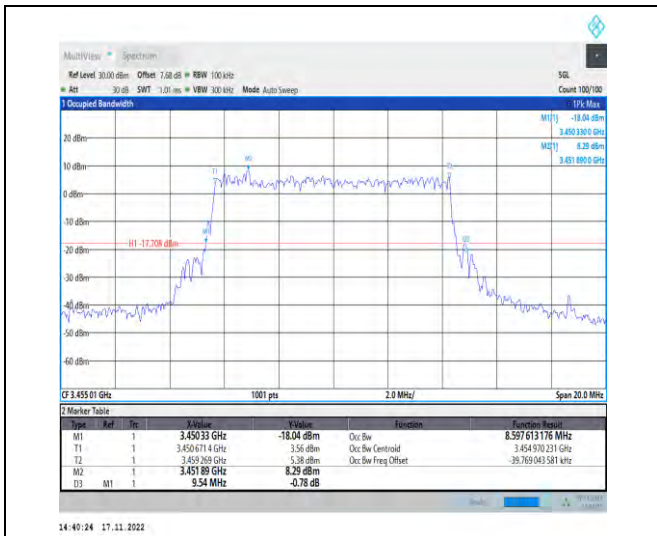 MultiView Spectrum
Ref Level 30.00 dBm Offset 7.68 dB RBW 100 kHz SGL
Att 30 dB SWT 1.01 ms VBW 300 kHz Mode Auto Sweep Count 100/100
1 Occupied Bandwidth 1Pk Max
M1[1] -18.04 dBm
3.450 330 0 GHz
M2[1] 8.29 dBm
3.451 890 0 GHz
20 dBm
M2
T1
T2
10 dBm
0 dBm
-10 dBm
M1
-20 dBm
H1 -17.708 dBm
-30 dBm
-40 dBm
-50 dBm
-60 dBm
CF 3.455 01 GHz 1001 pts 2.0 MHz/ Span 20.0 MHz
2 Marker Table
Type Ref Trc X-Value Y-Value Function Function Result
M1 1 3.45033 GHz -18.04 dBm Occ Bw 8.597 613 176 MHz
T1 1 3.450 671 4 GHz 3.56 dBm Occ Bw Centroid 3.454 970 231 GHz
T2 1 3.459 269 GHz 5.38 dBm Occ Bw Freq Offset -39.769 043 581 kHz
M2 1 3.451 89 GHz 8.29 dBm
D3 M1 1 9.54 MHz -0.78 dB
14:40:24 17.11.2022